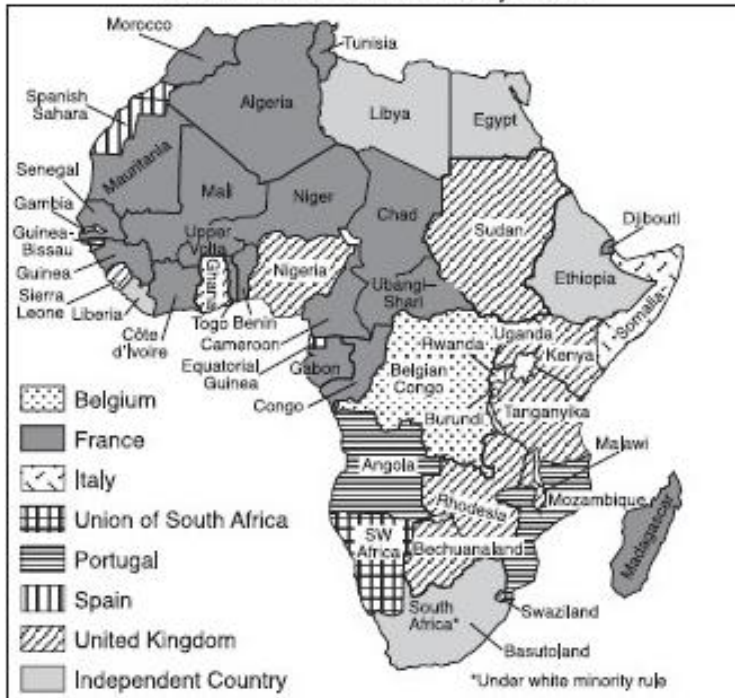 Morocco
Tunisia
Spanish
Sahara
Algeria
Libya
Egypt
Mauritania
Mali
Niger
Chad
Sudan
Djibouti
Senegal
Gambia
Guinea-
Bissau
Guinea
Sierra
Leone
Liberia
Côte
d'Ivoire
Upper
Volta
Ghana
Togo
Benin
Nigeria
Cameroon
Ubangi-
Shari
Ethiopia
Somalia
Equatorial
Guinea
Gabon
Congo
Uganda
Rwanda
Kenya
Belgian
Congo
Burundi
Tanganyika
Malawi
Angola
Mozambique
Rhodesia
SW
Africa
Bechuanaland
Madagascar
South
Africa*
Swaziland
Basutoland
*Under white minority rule
Belgium
France
Italy
Union of South Africa
Portugal
Spain
United Kingdom
Independent Country